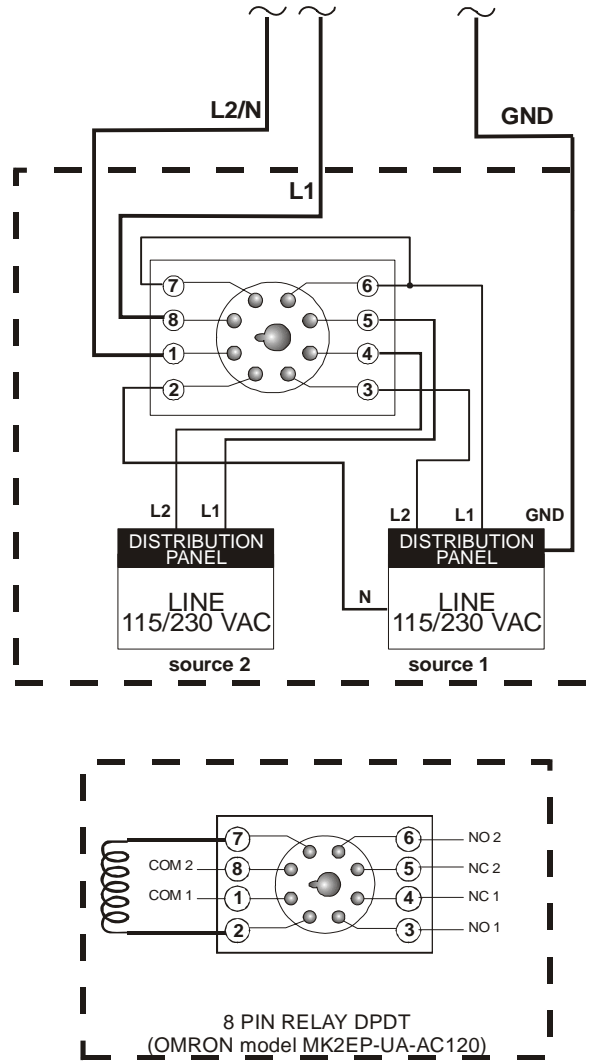 L2/N
GND
L1
7
6
8
5
1
4
2
3
L2
L1
L2
L1
GND
DISTRIBUTION
PANEL
LINE
115/230 VAC
source 2
N
DISTRIBUTION
PANEL
LINE
115/230 VAC
source 1
7
6
NO 2
COM 2
8
5
NC 2
COM 1
1
4
NC 1
2
3
NO 1
8 PIN RELAY DPDT
(OMRON model MK2EP-UA-AC120)